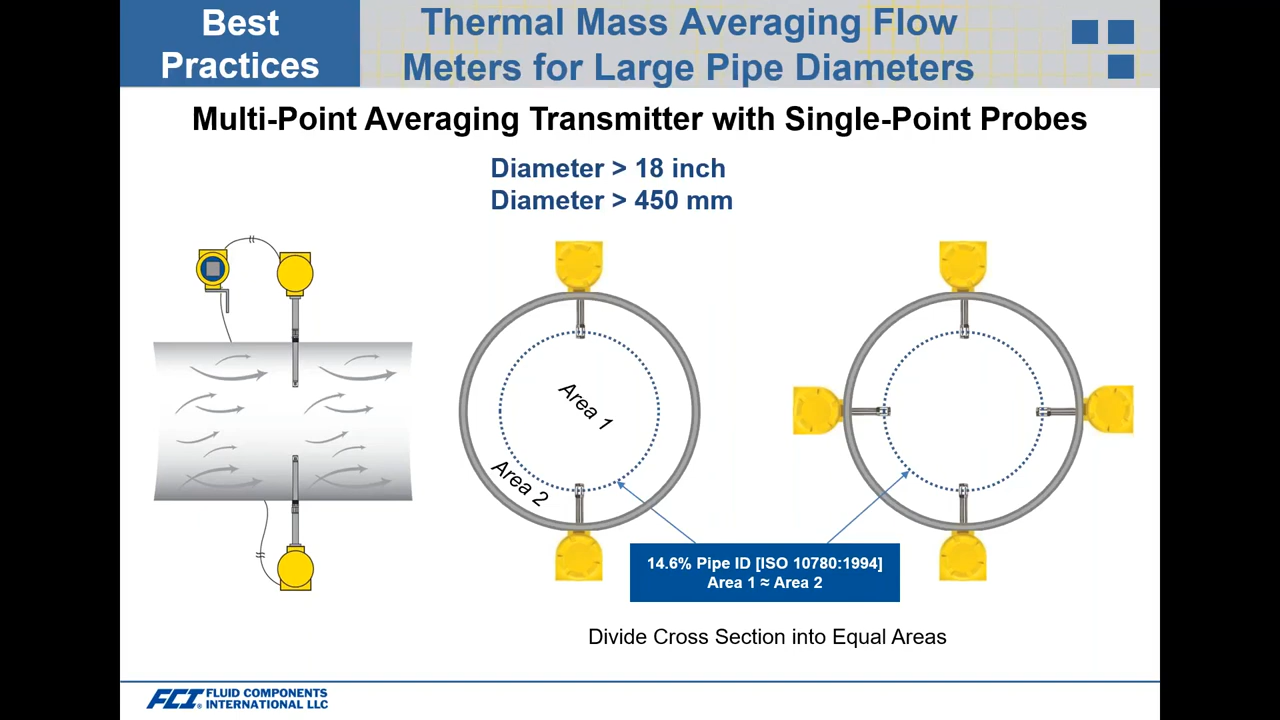 Best
Practices
Thermal Mass Averaging Flow
Meters for Large Pipe Diameters
Multi-Point Averaging Transmitter with Single-Point Probes
Diameter > 18 inch
Diameter > 450 mm
Area 1
Area 2
14.6% Pipe ID [ISO 10780:1994]
Area 1 ≈ Area 2
Divide Cross Section into Equal Areas
FCI® FLUID COMPONENTS
INTERNATIONAL LLC